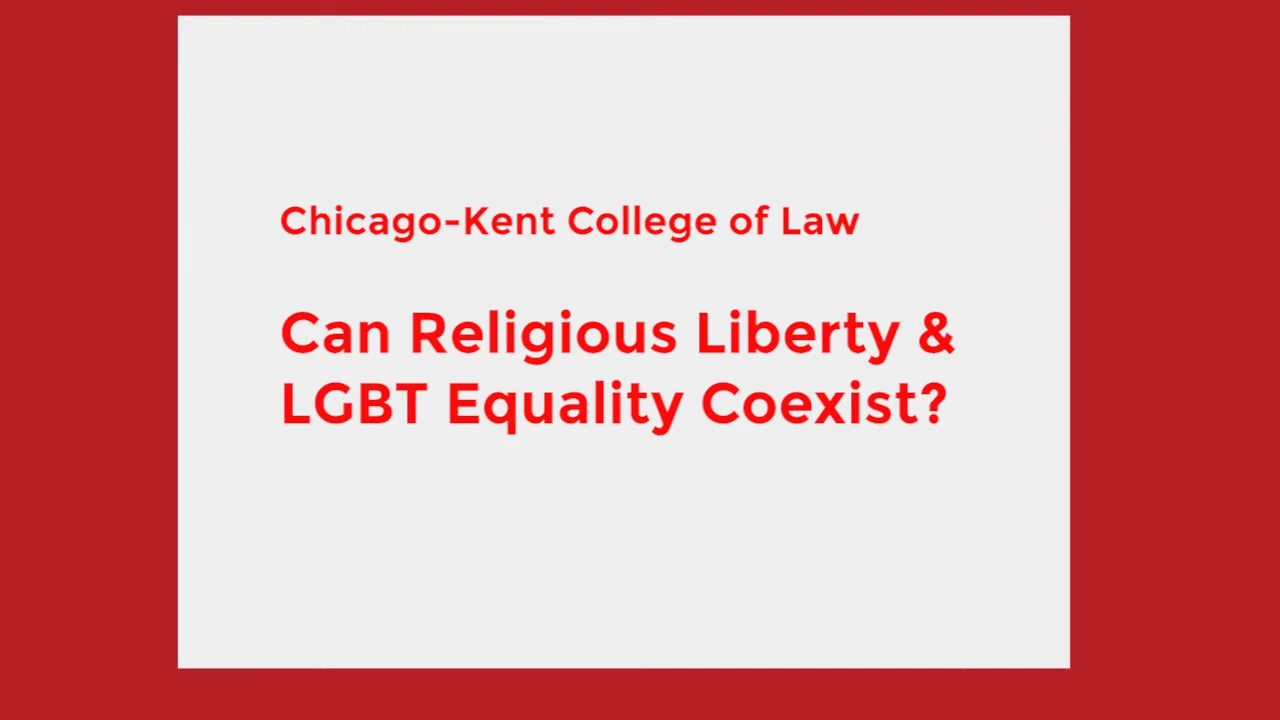 Chicago-Kent College of Law
Can Religious Liberty &
LGBT Equality Coexist?